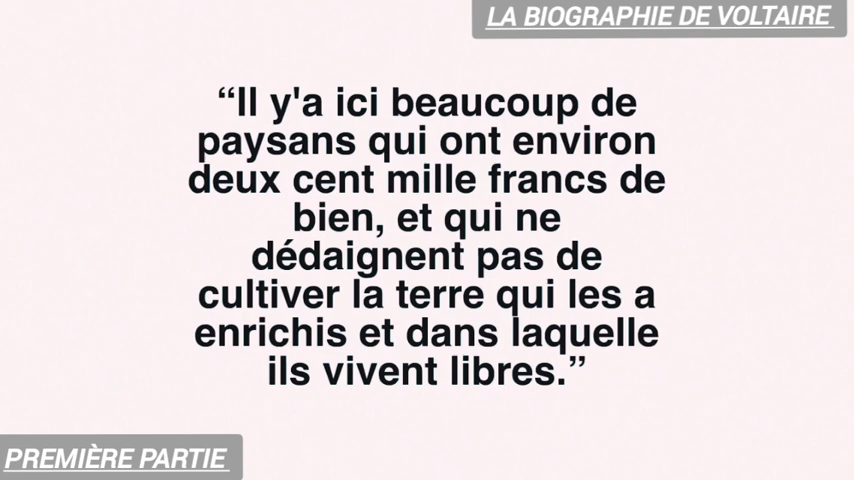 LA BIOGRAPHIE DE VOLTAIRE
“Il y'a ici beaucoup de
paysans qui ont environ
deux cent mille francs de
bien, et qui ne
dédaignent pas de
cultiver la terre qui les a
enrichis et dans laquelle
ils vivent libres.”
PREMIÈRE PARTIE